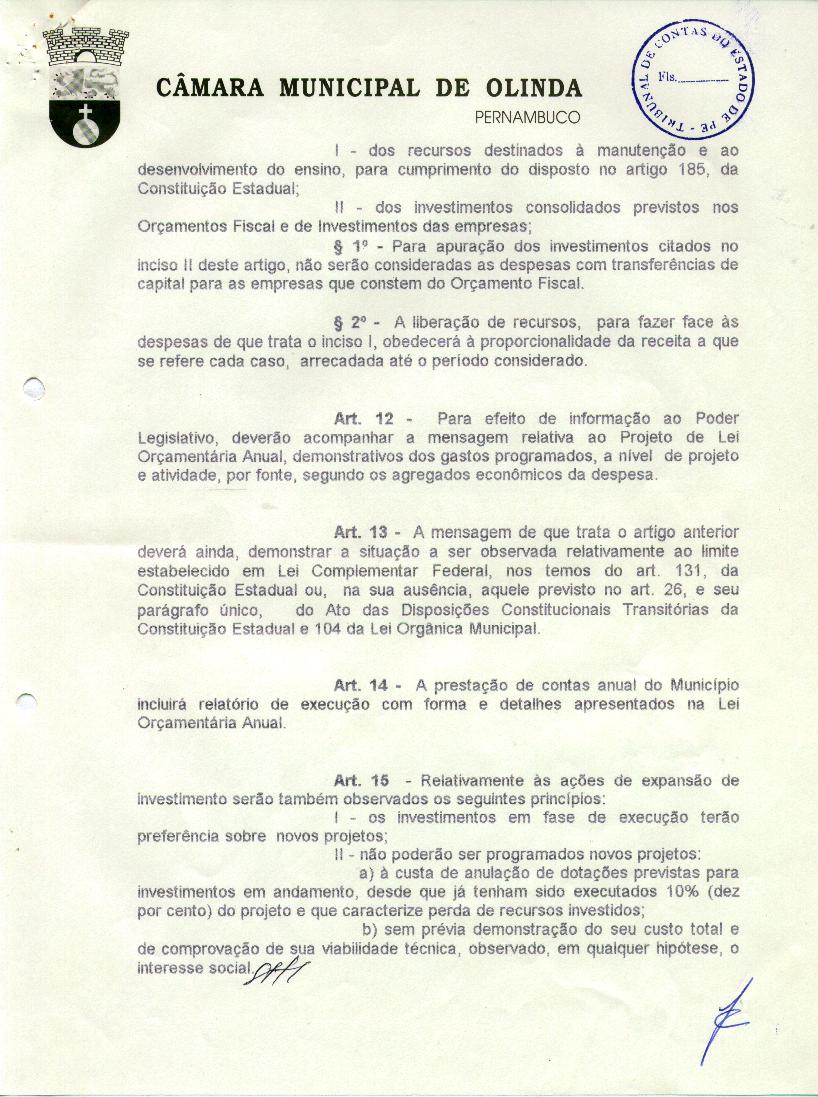 CÂMARA MUNICIPAL DE OLINDA
PERNAMBUCO
TRIBUNAL DE CONTAS DO ESTADO DE PE -
Fls.
I - dos recursos destinados à manutenção e ao
desenvolvimento do ensino, para cumprimento do disposto no artigo 185, da
Constituição Estadual;
II - dos investimentos consolidados previstos nos
Orçamentos Fiscal e de Investimentos das empresas;
§ 1º - Para apuração dos investimentos citados no
inciso II deste artigo, não serão consideradas as despesas com transferências de
capital para as empresas que constem do Orçamento Fiscal.
§ 2º - A liberação de recursos, para fazer face às
despesas de que trata o inciso I, obedecerá à proporcionalidade da receita a que
se refere cada caso, arrecadada até o período considerado.
Art. 12 - Para efeito de informação ao Poder
Legislativo, deverão acompanhar a mensagem relativa ao Projeto de Lei
Orçamentária Anual, demonstrativos dos gastos programados, a nível de projeto
e atividade, por fonte, segundo os agregados econômicos da despesa.
Art. 13 - A mensagem de que trata o artigo anterior
deverá ainda, demonstrar a situação a ser observada relativamente ao limite
estabelecido em Lei Complementar Federal, nos temos do art. 131, da
Constituição Estadual ou, na sua ausência, aquele previsto no art. 26, e seu
parágrafo único, do Ato das Disposições Constitucionais Transitórias da
Constituição Estadual e 104 da Lei Orgânica Municipal.
Art. 14 - A prestação de contas anual do Município
incluirá relatório de execução com forma e detalhes apresentados na Lei
Orçamentária Anual.
Art. 15 - Relativamente às ações de expansão de
investimento serão também observados os seguintes princípios:
I - os investimentos em fase de execução terão
preferência sobre novos projetos;
II - não poderão ser programados novos projetos:
a) à custa de anulação de dotações previstas para
investimentos em andamento, desde que já tenham sido executados 10% (dez
por cento) do projeto e que caracterize perda de recursos investidos;
b) sem prévia demonstração do seu custo total e
de comprovação de sua viabilidade técnica, observado, em qualquer hipótese, o
interesse social.